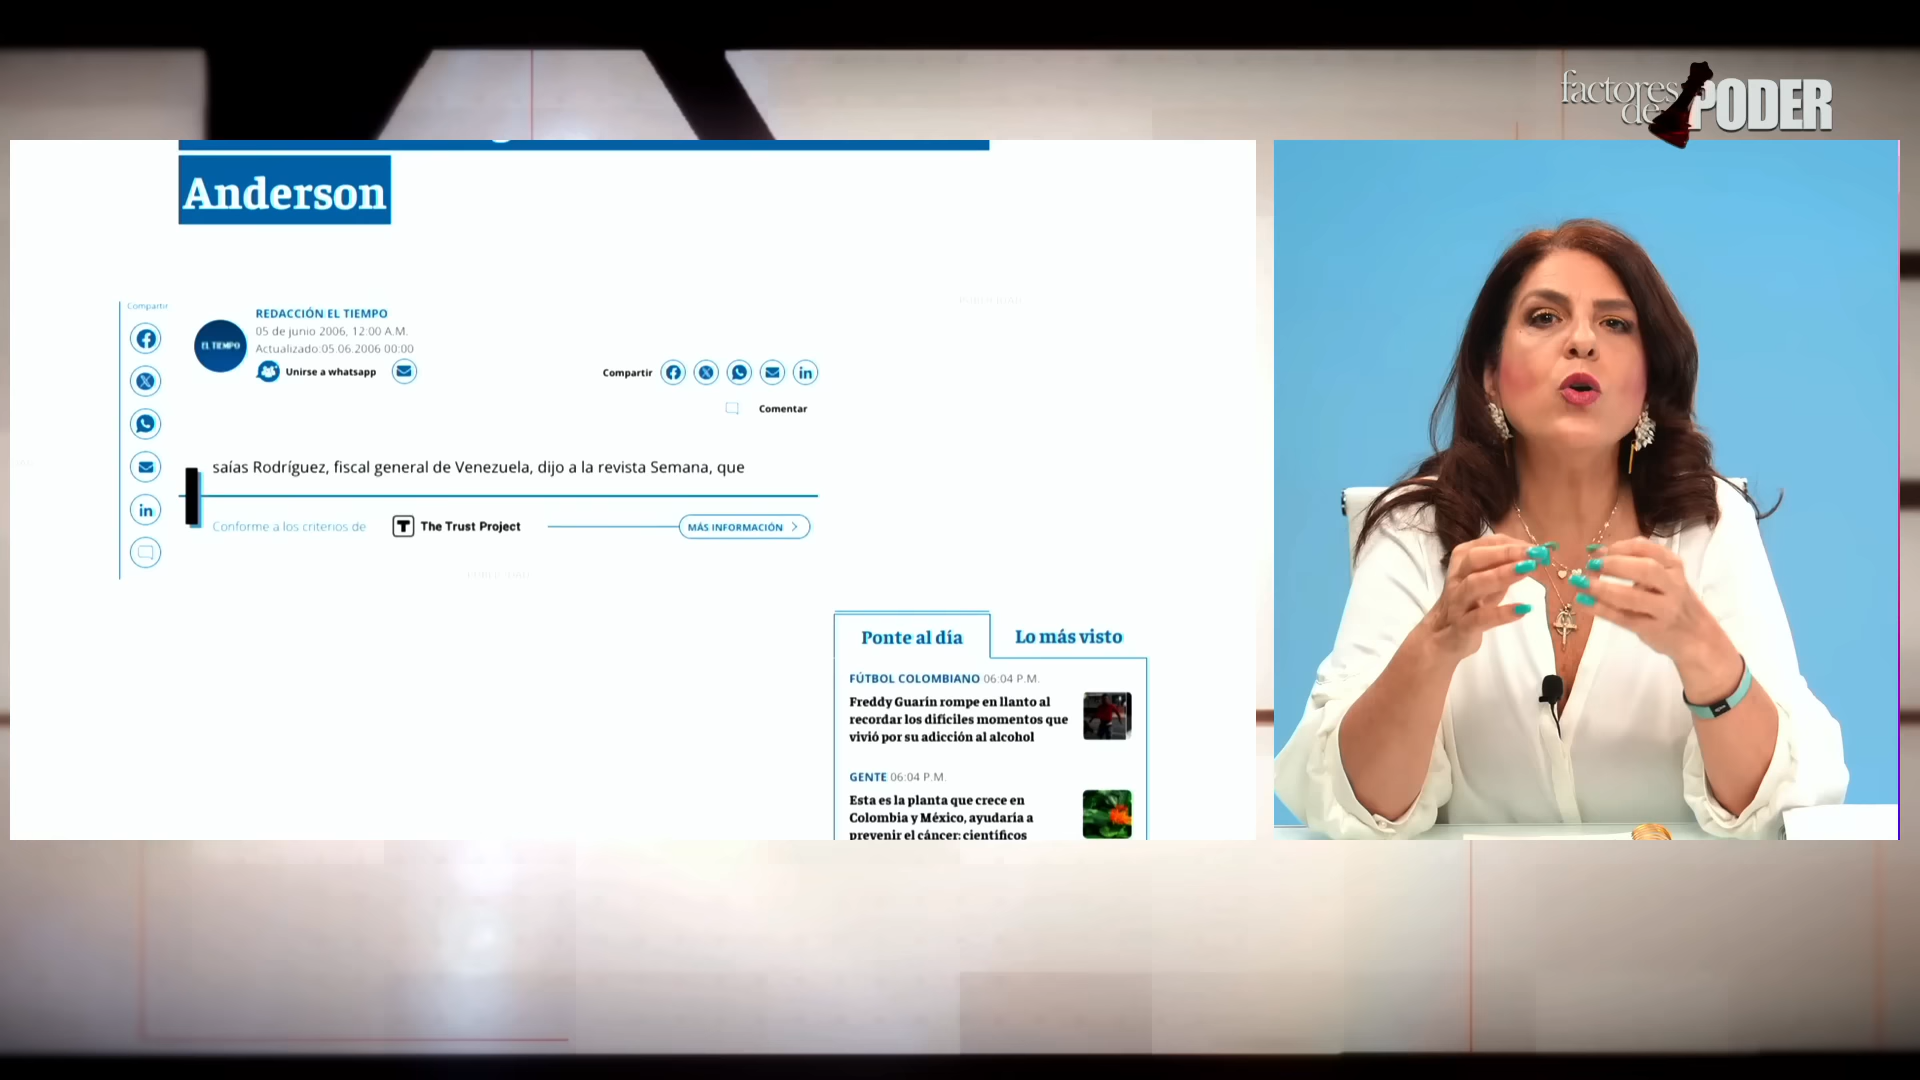 factores
de PODER
Anderson
Compartir
REDACCIÓN EL TIEMPO
05 de junio 2006, 12:00 A.M.
Actualizado:05.06.2006 00:00
EL TIEMPO
Unirse a whatsapp
Compartir
Comentar
PUBLICIDAD
saías Rodríguez, fiscal general de Venezuela, dijo a la revista Semana, que
Conforme a los criterios de
The Trust Project
MÁS INFORMACIÓN
PUBLICIDAD
Ponte al día
Lo más visto
FÚTBOL COLOMBIANO 06:04 P.M.
Freddy Guarín rompe en llanto al
recordar los difíciles momentos que
vivió por su adicción al alcohol
GENTE 06:04 P.M.
Esta es la planta que crece en
Colombia y México, ayudaría a
prevenir el cáncer: científicos